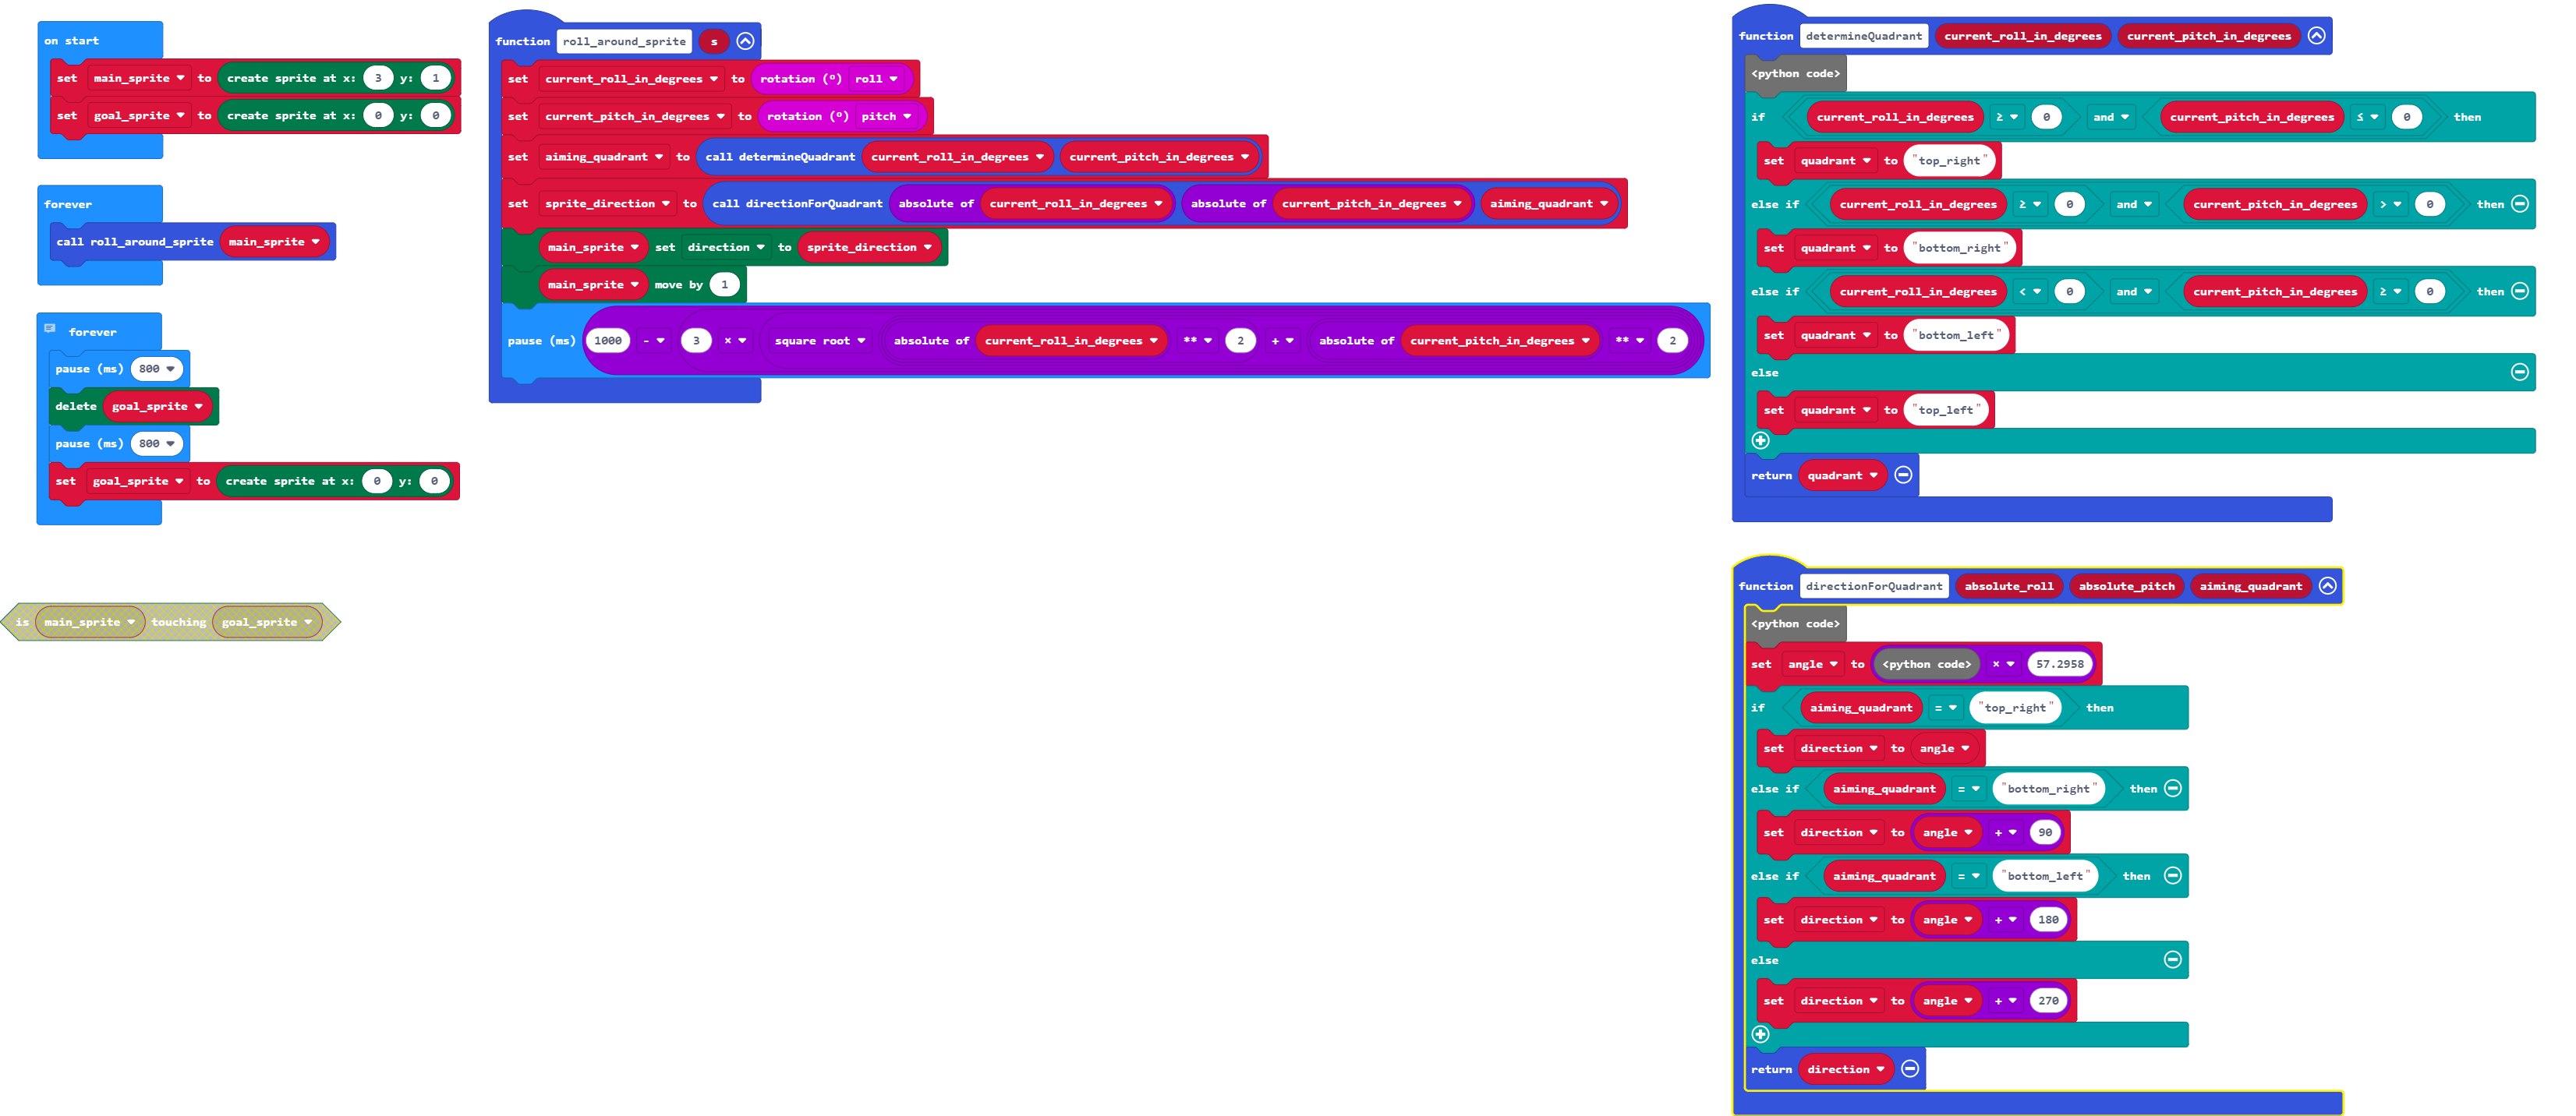 on start
set main_sprite to create sprite at x: 3 y: 1
set goal_sprite to create sprite at x: 0 y: 0
forever
call roll_around_sprite main_sprite
forever
pause (ms) 800
delete goal_sprite
pause (ms) 800
set goal_sprite to create sprite at x: 0 y: 0
is main_sprite touching goal_sprite
function roll_around_sprite s
set current_roll_in_degrees to rotation (º) roll
set current_pitch_in_degrees to rotation (º) pitch
set aiming_quadrant to call determineQuadrant current_roll_in_degrees current_pitch_in_degrees
set sprite_direction to call directionForQuadrant absolute of current_roll_in_degrees absolute of current_pitch_in_degrees aiming_quadrant
main_sprite set direction to sprite_direction
main_sprite move by 1
pause (ms) 1000 - 3 × square root absolute of current_roll_in_degrees ** 2 + absolute of current_pitch_in_degrees ** 2
function determineQuadrant current_roll_in_degrees current_pitch_in_degrees
<python code>
if current_roll_in_degrees ≥ 0 and current_pitch_in_degrees ≤ 0 then
set quadrant to "top_right"
else if current_roll_in_degrees ≥ 0 and current_pitch_in_degrees > 0 then
set quadrant to "bottom_right"
else if current_roll_in_degrees < 0 and current_pitch_in_degrees ≥ 0 then
set quadrant to "bottom_left"
else
set quadrant to "top_left"
return quadrant
function directionForQuadrant absolute_roll absolute_pitch aiming_quadrant
<python code>
set angle to <python code> × 57.2958
if aiming_quadrant = "top_right" then
set direction to angle
else if aiming_quadrant = "bottom_right" then
set direction to angle + 90
else if aiming_quadrant = "bottom_left" then
set direction to angle + 180
else
set direction to angle + 270
return direction